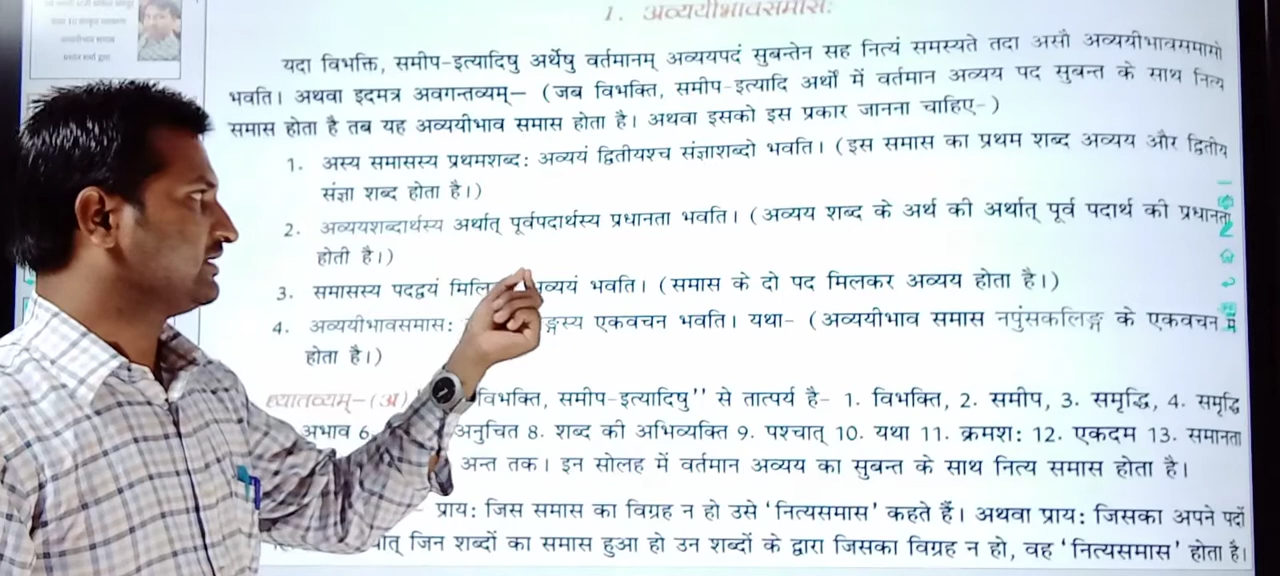 1. अव्ययीभावसमास:
यदा विभक्ति, समीप-इत्यादिषु अर्थेषु वर्तमानम् अव्ययपदं सुबन्तेन सह नित्यं समस्यते तदा असौ अव्ययीभावसमासो
भवति। अथवा इदमत्र अवगन्तव्यम्– (जब विभक्ति, समीप-इत्यादि अर्थों में वर्तमान अव्यय पद सुबन्त के साथ नित्य
समास होता है तब यह अव्ययीभाव समास होता है। अथवा इसको इस प्रकार जानना चाहिए-)
1. अस्य समासस्य प्रथमशब्द: अव्ययं द्वितीयश्च संज्ञाशब्दो भवति। (इस समास का प्रथम शब्द अव्यय और द्वितीय
संज्ञा शब्द होता है।)
2. अव्ययशब्दार्थस्य अर्थात् पूर्वपदार्थस्य प्रधानता भवति। (अव्यय शब्द के अर्थ की अर्थात् पूर्व पदार्थ की प्रधानता
होती है।)
3. समासस्य पदद्वयं भवति। (समास के दो पद मिलकर अव्यय होता है।)
4. अव्ययीभावसमास: एकवचन भवति। यथा- (अव्ययीभाव समास नपुंसकलिङ्ग के एकवचन में
होता है।)
ध्यातव्यम्–(अ) विभक्ति, समीप-इत्यादिषु'' से तात्पर्य है- 1. विभक्ति, 2. समीप, 3. समृद्धि, 4. समृद्धि
अभाव 6. अनुचित 8. शब्द की अभिव्यक्ति 9. पश्चात् 10. यथा 11. क्रमश: 12. एकदम 13. समानता
अन्त तक। इन सोलह में वर्तमान अव्यय का सुबन्त के साथ नित्य समास होता है।
प्राय: जिस समास का विग्रह न हो उसे 'नित्यसमास' कहते हैं। अथवा प्राय: जिसका अपने पदों
जिन शब्दों का समास हुआ हो उन शब्दों के द्वारा जिसका विग्रह न हो, वह 'नित्यसमास' होता है।